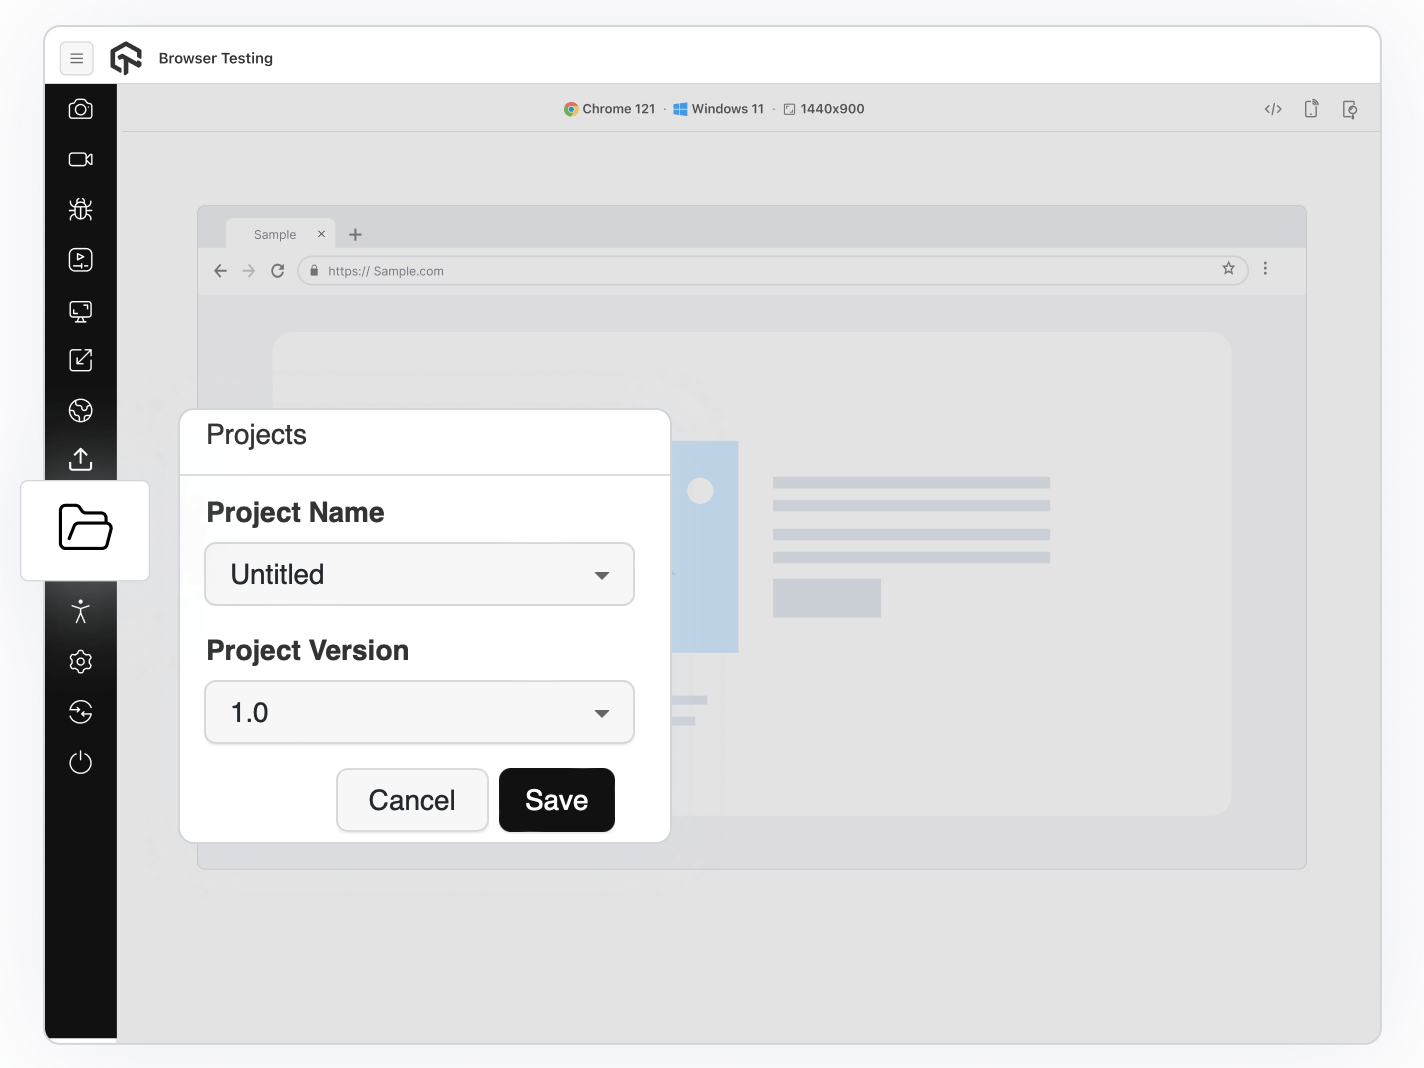 Browser Testing
Chrome 121 · Windows 11 · 1440x900
Sample
https:// Sample.com
Projects
Project Name
Untitled
Project Version
1.0
Cancel Save